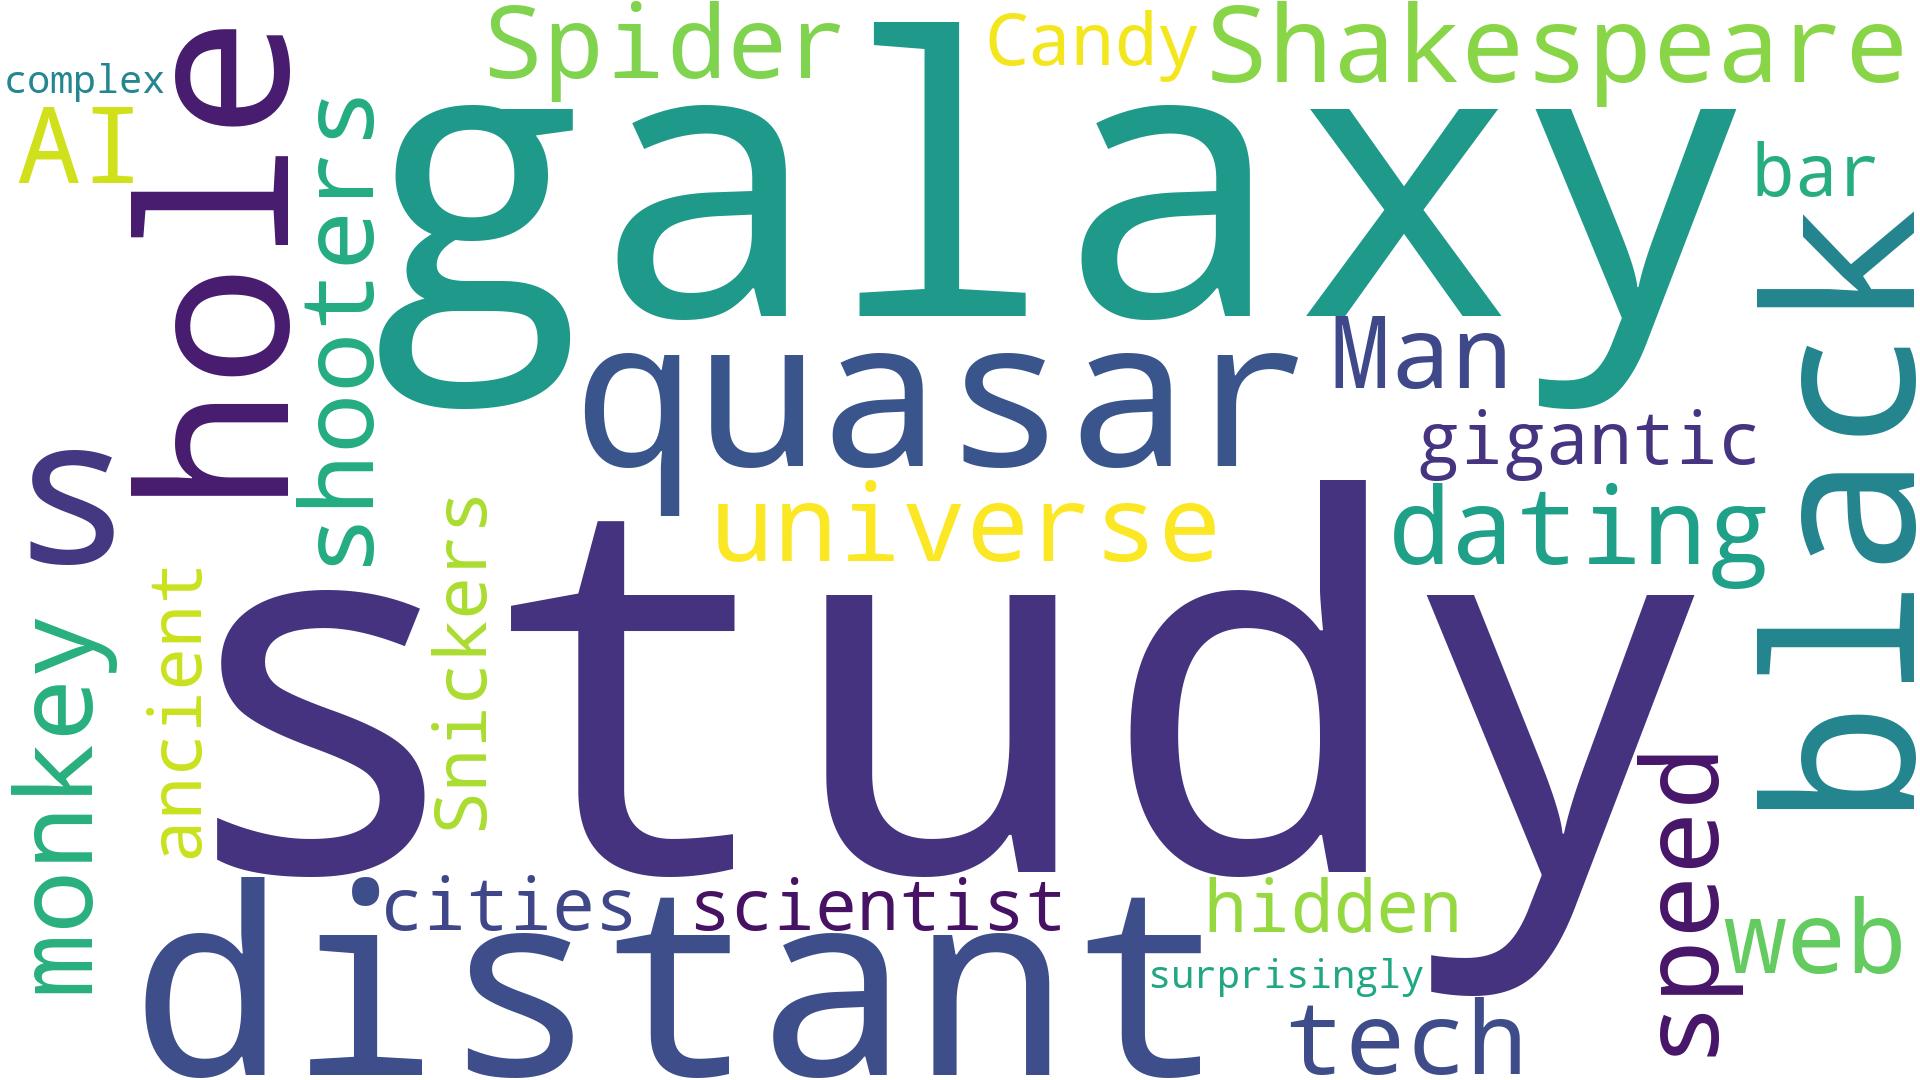 Spider
Candy
Shakespeare
complex
AI
hole
shooters
galaxy
bar
black
Man
quasar
gigantic
s
universe
dating
Snickers
study
ancient
monkey
speed
cities
scientist
hidden
web
distant
surprisingly
tech